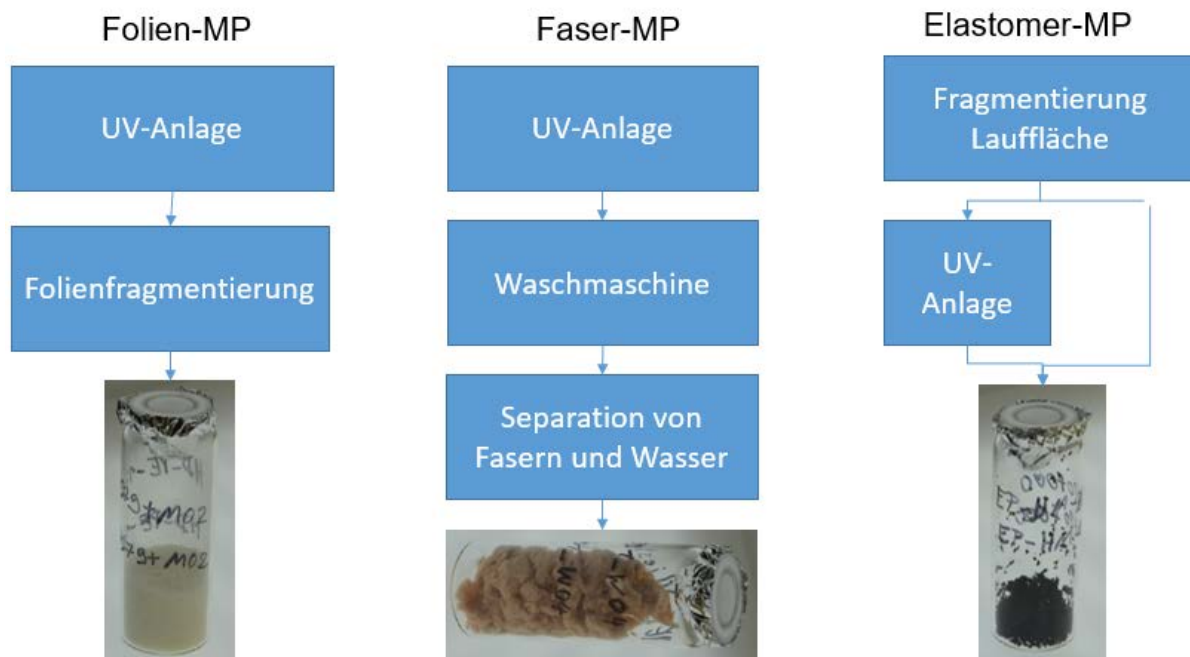 Folien-MP
UV-Anlage
Folienfragmentierung
Faser-MP
UV-Anlage
Waschmaschine
Separation von
Fasern und Wasser
Elastomer-MP
Fragmentierung
Lauffläche
UV-
Anlage